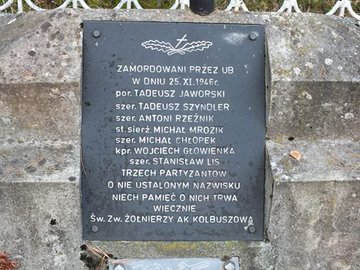 ZAMORDOWANI PRZEZ UB
W DNIU 25.XI.1946r.
por. TADEUSZ JAWORSKI
szer. TADEUSZ SZYNDLER
szer. ANTONI RZEŹNIK
st. sierż MICHAŁ MROZIK
szer. MICHAŁ CHŁOPEK
kpr. WOJCIECH GŁOWIENKA
szer. STANISŁAW LIS.
TRZECH PARTYZANTÓW
O NIE USTALONYM NAZWISKU
NIECH PAMIĘĆ O NICH TRWA
WIECZNIE
Św. Zw. ŻOŁNIERZY AK KOLBUSZOWA